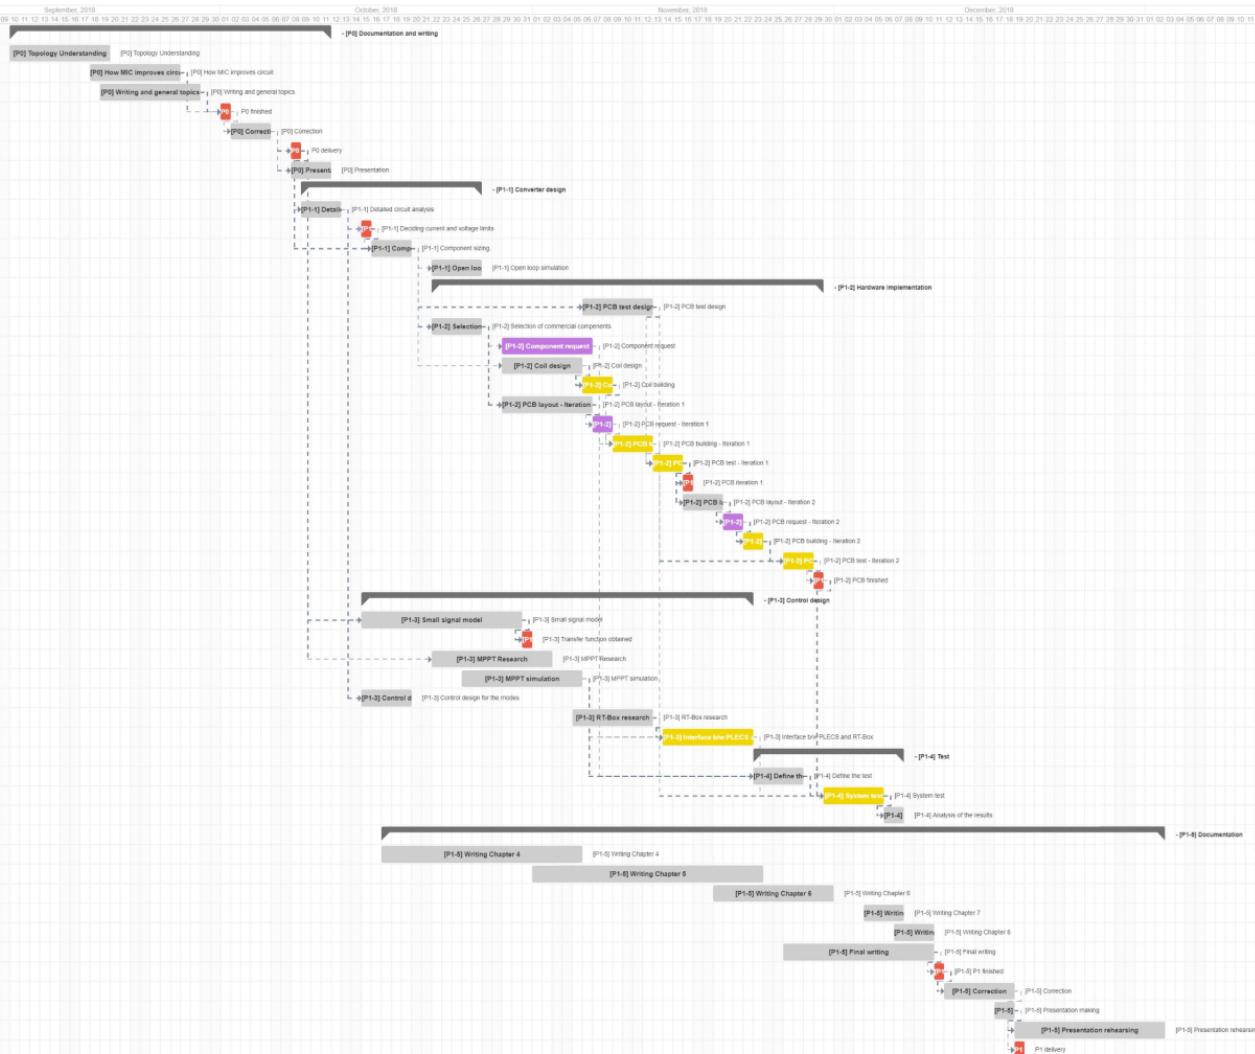 September, 2018 October, 2018 November, 2018 December, 2018
09 10 11 12 13 14 15 16 17 18 19 20 21 22 23 24 25 26 27 28 29 30 01 02 03 04 05 06 07 08 09 10 11 12 13 14 15 16 17 18 19 20 21 22 23 24 25 26 27 28 29 30 31 01 02 03 04 05 06 07 08 09 10 11 12 13 14 15 16 17 18 19 20 21 22 23 24 25 26 27 28 29 30 01 02 03 04 05 06 07 08 09 10 11 12 13 14 15 16 17 18 19 20 21 22 23 24 25 26 27 28 29 30 31 01 02 03 04 05 06 07 08 09 10 11
- [P0] Documentation and writing
[P0] Topology Understanding [P0] Topology Understanding
[P0] How MIC improves circu [P0] How MIC improves circuit
[P0] Writing and general topics [P0] Writing and general topics
P0 P0 finished
[P0] Correcti [P0] Correction
P0 P0 delivery
[P0] Present [P0] Presentation
- [P1-1] Converter design
[P1-1] Detail [P1-1] Detailed circuit analysis
[P1-1] Deciding current and voltage limits
[P1-1] Comp [P1-1] Component sizing
[P1-1] Open loo [P1-1] Open loop simulation
- [P1-2] Hardware implementation
[P1-2] PCB test design [P1-2] PCB test design
[P1-2] Selection [P1-2] Selection of commercial components
[P1-2] Component request [P1-2] Component request
[P1-2] Coil design [P1-2] Coil design
[P1-2] Co [P1-2] Coil building
[P1-2] PCB layout - Iteration [P1-2] PCB layout - Iteration 1
[P1-2] [P1-2] PCB request - Iteration 1
[P1-2] PCB b [P1-2] PCB building - Iteration 1
[P1-2] PC [P1-2] PCB test - Iteration 1
[P1 [P1-2] PCB iteration 1
[P1-2] PCB l [P1-2] PCB layout - Iteration 2
[P1-2] [P1-2] PCB request - Iteration 2
[P1-2] [P1-2] PCB building - Iteration 2
[P1-2] PC [P1-2] PCB test - Iteration 2
[P1-2] PCB finished
- [P1-3] Control design
[P1-3] Small signal model [P1-3] Small signal model
[P1 [P1-3] Transfer function obtained
[P1-3] MPPT Research [P1-3] MPPT Research
[P1-3] MPPT simulation [P1-3] MPPT simulation
[P1-3] Control d [P1-3] Control design for the modes
[P1-3] RT-Box research [P1-3] RT-Box research
[P1-3] Interface b/w PLECS a [P1-3] Interface b/w PLECS and RT-Box
- [P1-4] Test
[P1-4] Define th [P1-4] Define the test
[P1-4] System test [P1-4] System test
[P1-4] [P1-4] Analysis of the results
- [P1-5] Documentation
[P1-5] Writing Chapter 4 [P1-5] Writing Chapter 4
[P1-5] Writing Chapter 5
[P1-5] Writing Chapter 6 [P1-5] Writing Chapter 6
[P1-5] Writin [P1-5] Writing Chapter 7
[P1-5] Writin [P1-5] Writing Chapter 8
[P1-5] Final writing [P1-5] Final writing
[P1-5] P1 finished
[P1-5] Correction [P1-5] Correction
[P1-5] [P1-5] Presentation making
[P1-5] Presentation rehearsing [P1-5] Presentation rehearsin
P1 P1 delivery